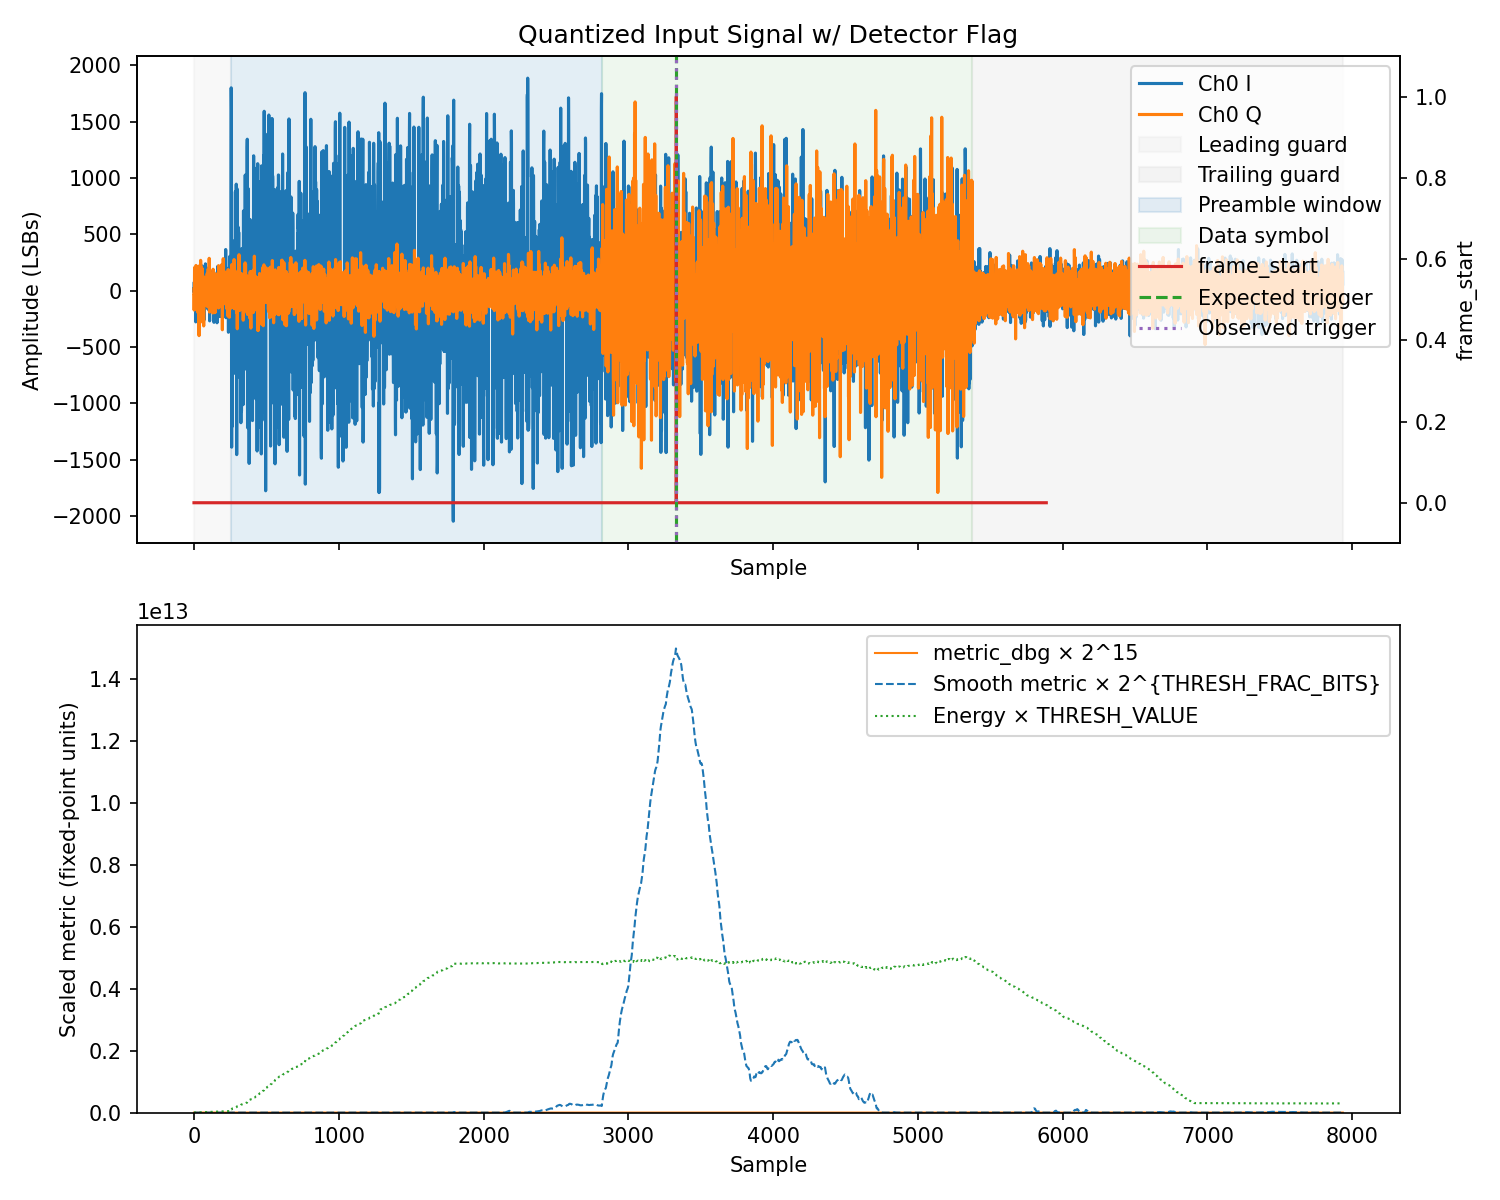 Quantized Input Signal w/ Detector Flag
2000
1500
1000
500
0
−500
−1000
−1500
−2000
Amplitude (LSBs)
1.0
0.8
0.6
0.4
0.2
0.0
frame_start
Ch0 I
Ch0 Q
Leading guard
Trailing guard
Preamble window
Data symbol
frame_start
Expected trigger
Observed trigger
Sample
1e13
1.4
1.2
1.0
0.8
0.6
0.4
0.2
0.0
Scaled metric (fixed-point units)
metric_dbg × 2^15
Smooth metric × 2^{THRESH_FRAC_BITS}
Energy × THRESH_VALUE
0 1000 2000 3000 4000 5000 6000 7000 8000
Sample